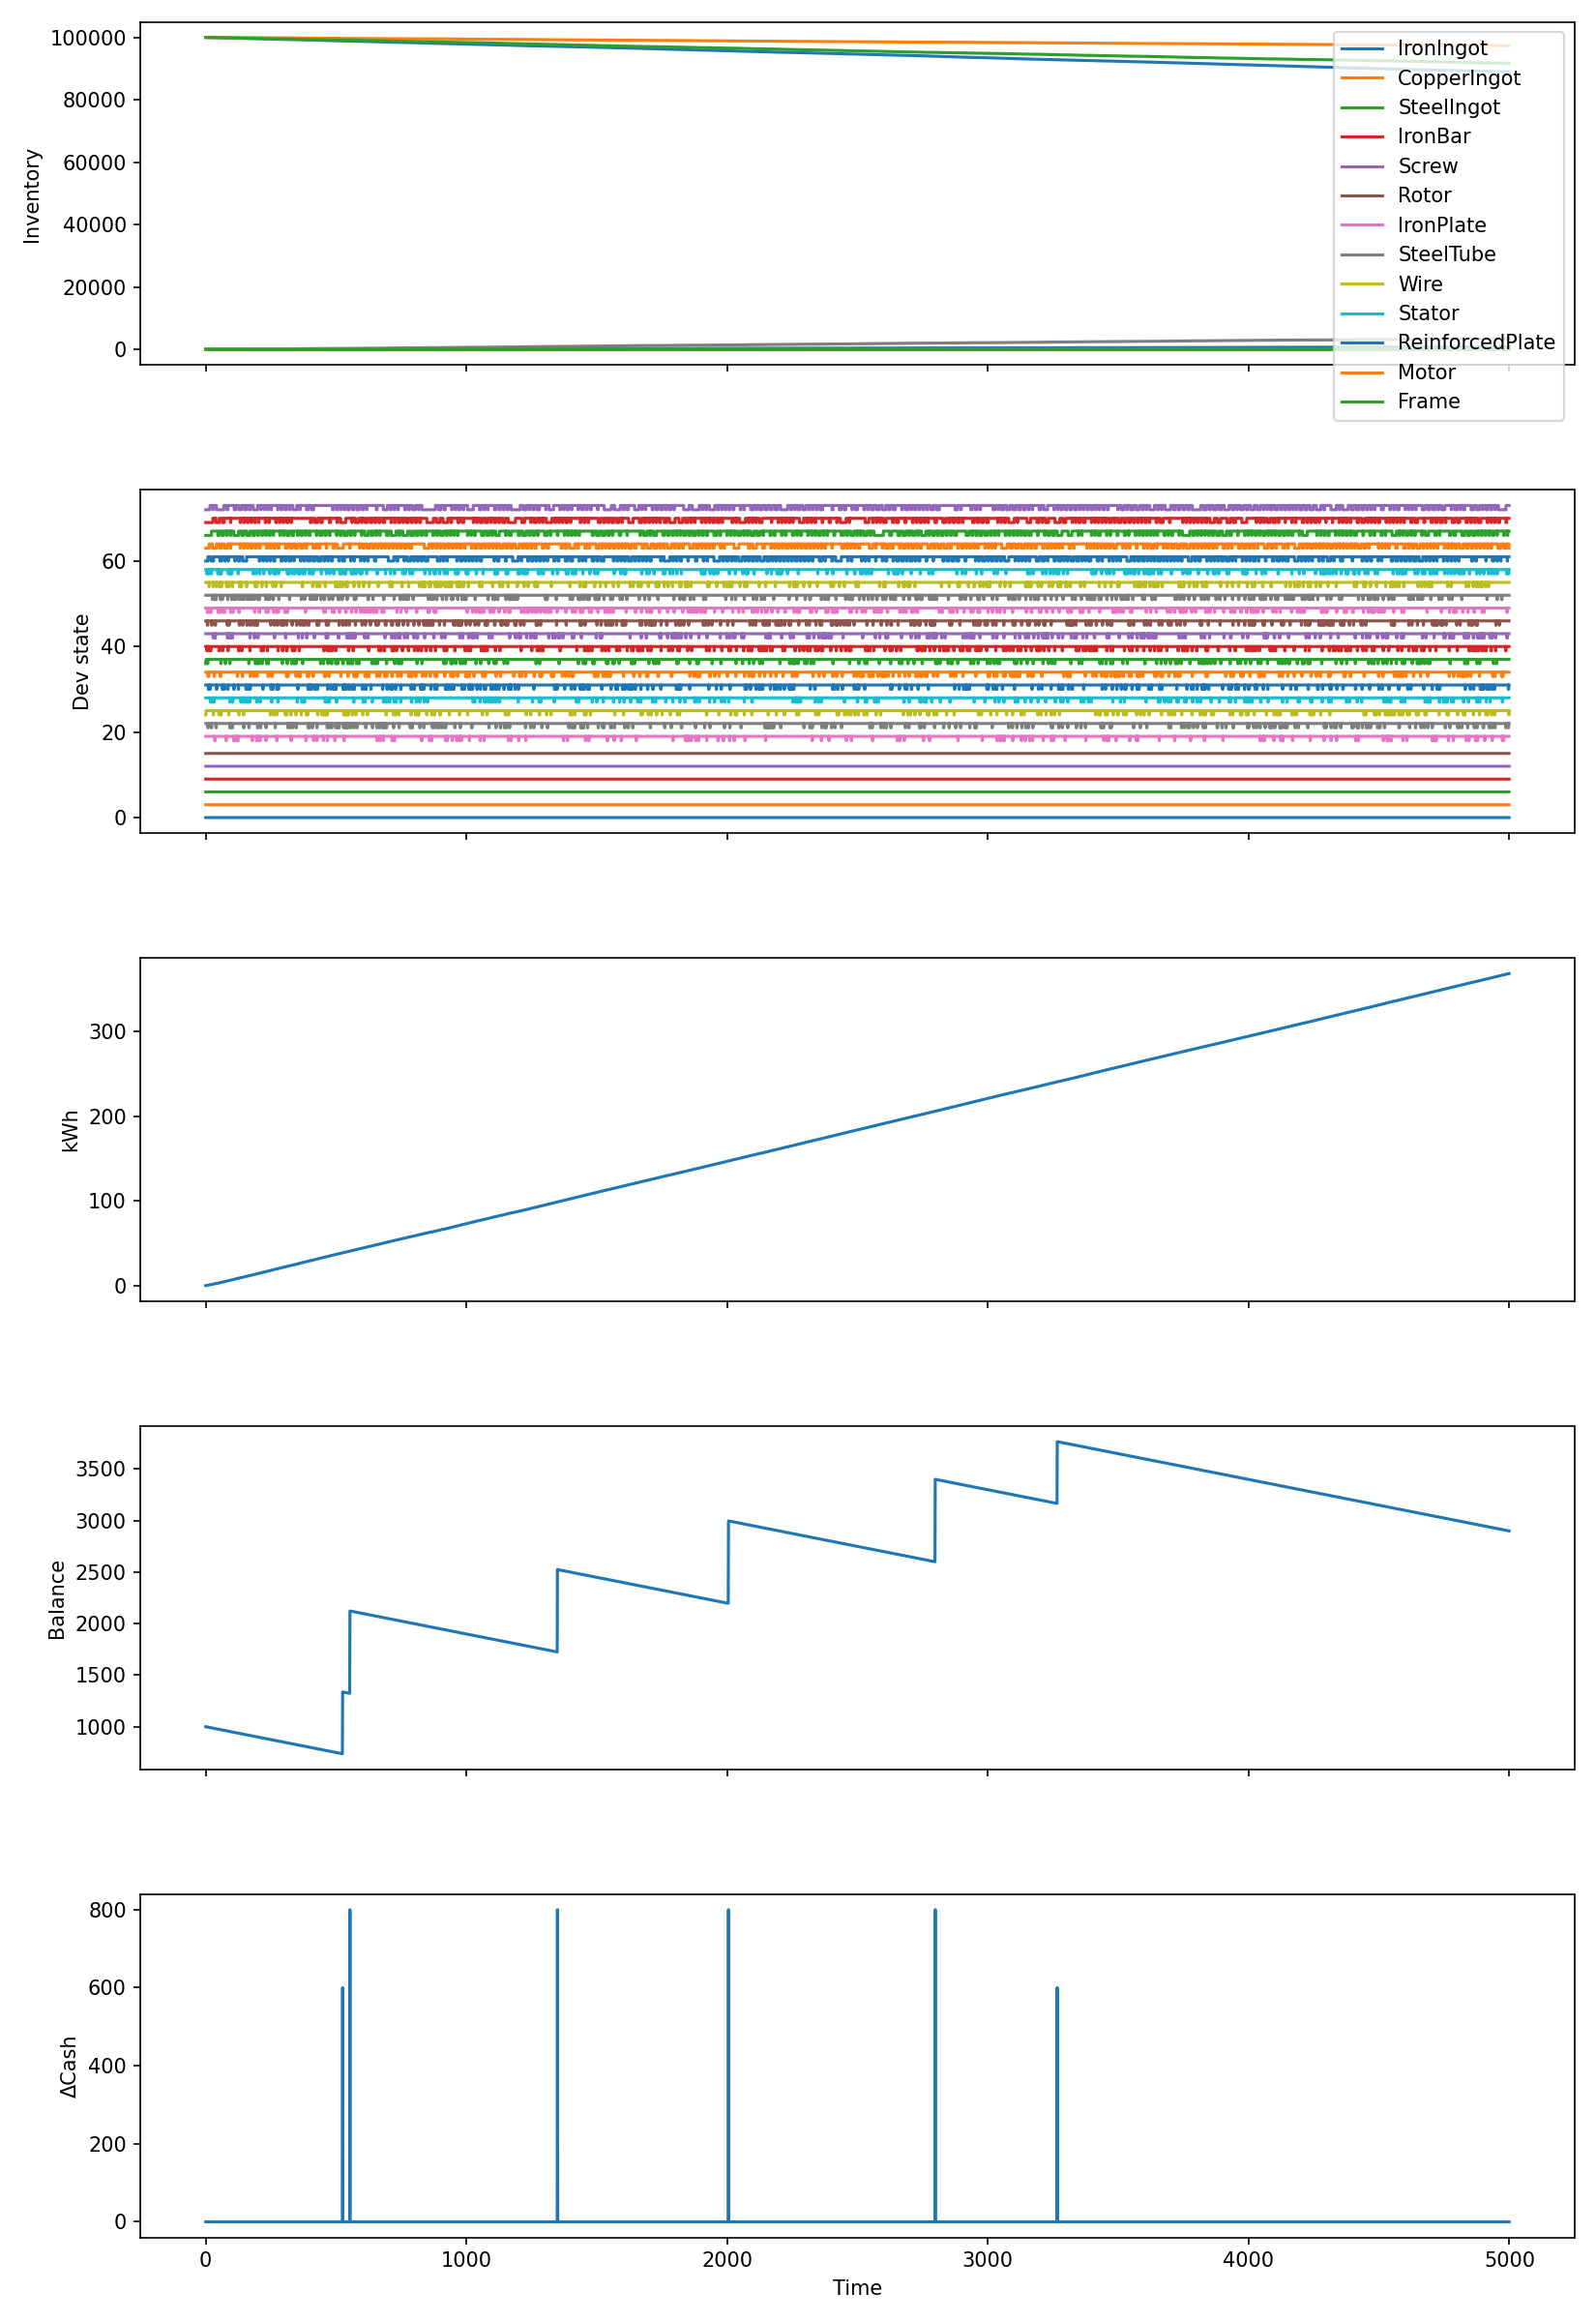 100000
80000
60000
40000
20000
0
Inventory
IronIngot
CopperIngot
SteelIngot
IronBar
Screw
Rotor
IronPlate
SteelTube
Wire
Stator
ReinforcedPlate
Motor
Frame
60
40
20
0
Dev state
300
200
100
0
kWh
3500
3000
2500
2000
1500
1000
Balance
800
600
400
200
0
ΔCash
0 1000 2000 3000 4000 5000
Time